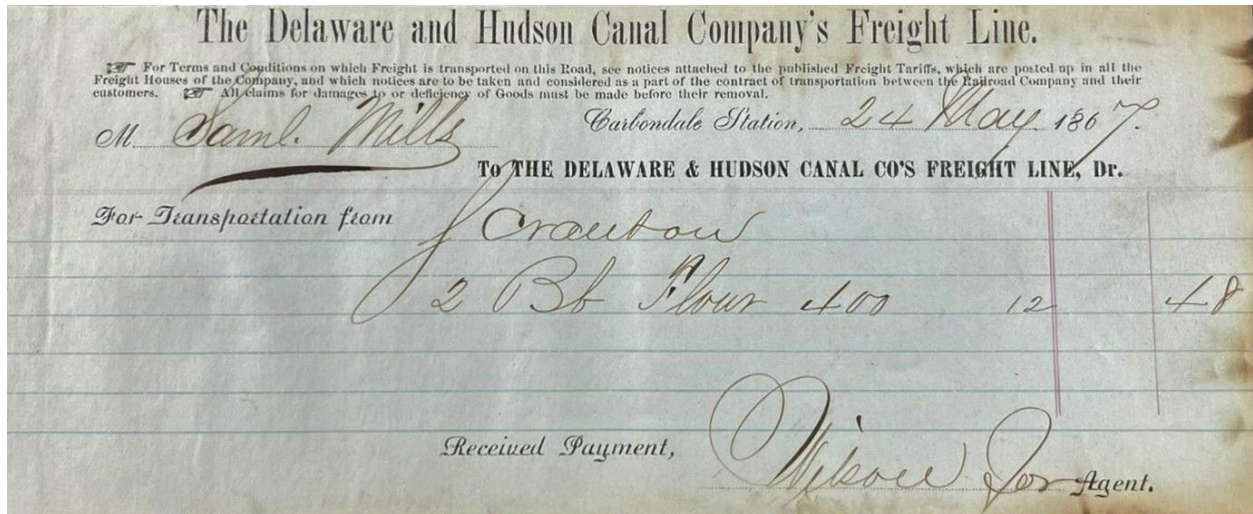 The Delaware and Hudson Canal Company's Freight Line.
☞ For Terms and Conditions on which Freight is transported on this Road, see notices attached to the published Freight Tariffs, which are posted up in all the
Freight Houses of the Company, and which notices are to be taken and considered as a part of the contract of transportation between the Railroad Company and their
customers. ☞ All claims for damages to or deficiency of Goods must be made before their removal.
Carbondale Station, 24 May. 1867.
M Saml. Mills
To THE DELAWARE & HUDSON CANAL CO'S FREIGHT LINE, Dr.
For Transportation from Scranton
2 Bb Flour 400 12 48
Received Payment, Wilson for Agent.